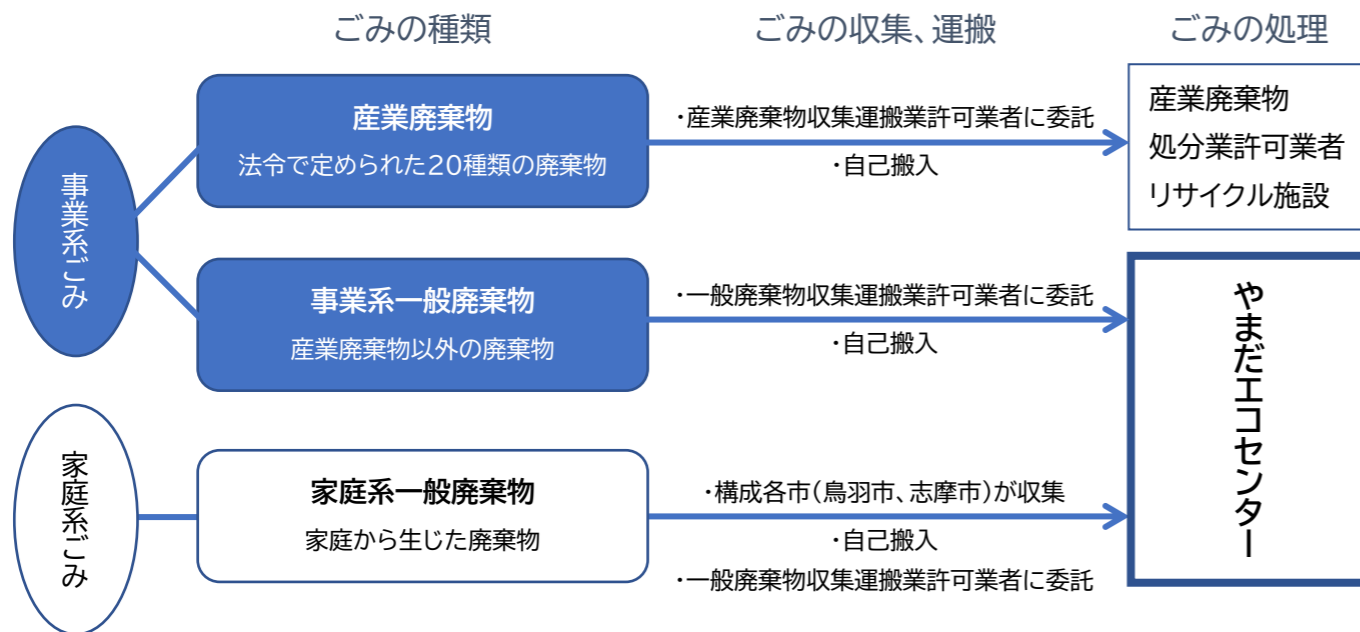 ごみの種類
ごみの収集、運搬
ごみの処理
事業系ごみ
産業廃棄物
法令で定められた20種類の廃棄物
・産業廃棄物収集運搬業許可業者に委託
・自己搬入
産業廃棄物
処分業許可業者
リサイクル施設
事業系一般廃棄物
産業廃棄物以外の廃棄物
・一般廃棄物収集運搬業許可業者に委託
・自己搬入
やまだエコセンター
家庭系ごみ
家庭系一般廃棄物
家庭から生じた廃棄物
・構成各市(鳥羽市、志摩市)が収集
・自己搬入
・一般廃棄物収集運搬業許可業者に委託